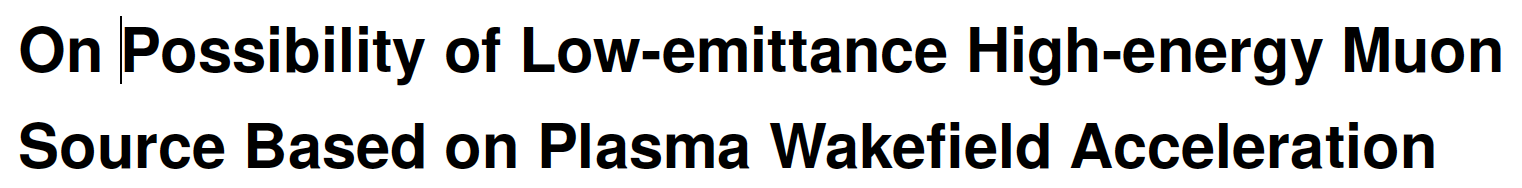 On Possibility of Low-emittance High-energy Muon
Source Based on Plasma Wakefield Acceleration